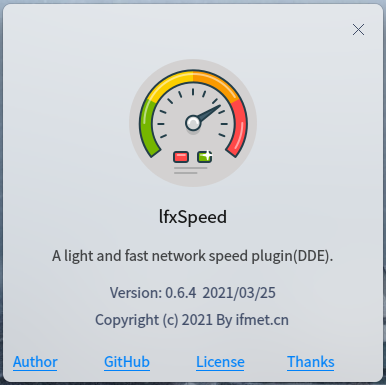 lfxSpeed
A light and fast network speed plugin(DDE).
Version: 0.6.4 2021/03/25
Copyright (c) 2021 By ifmet.cn
Author GitHub License Thanks